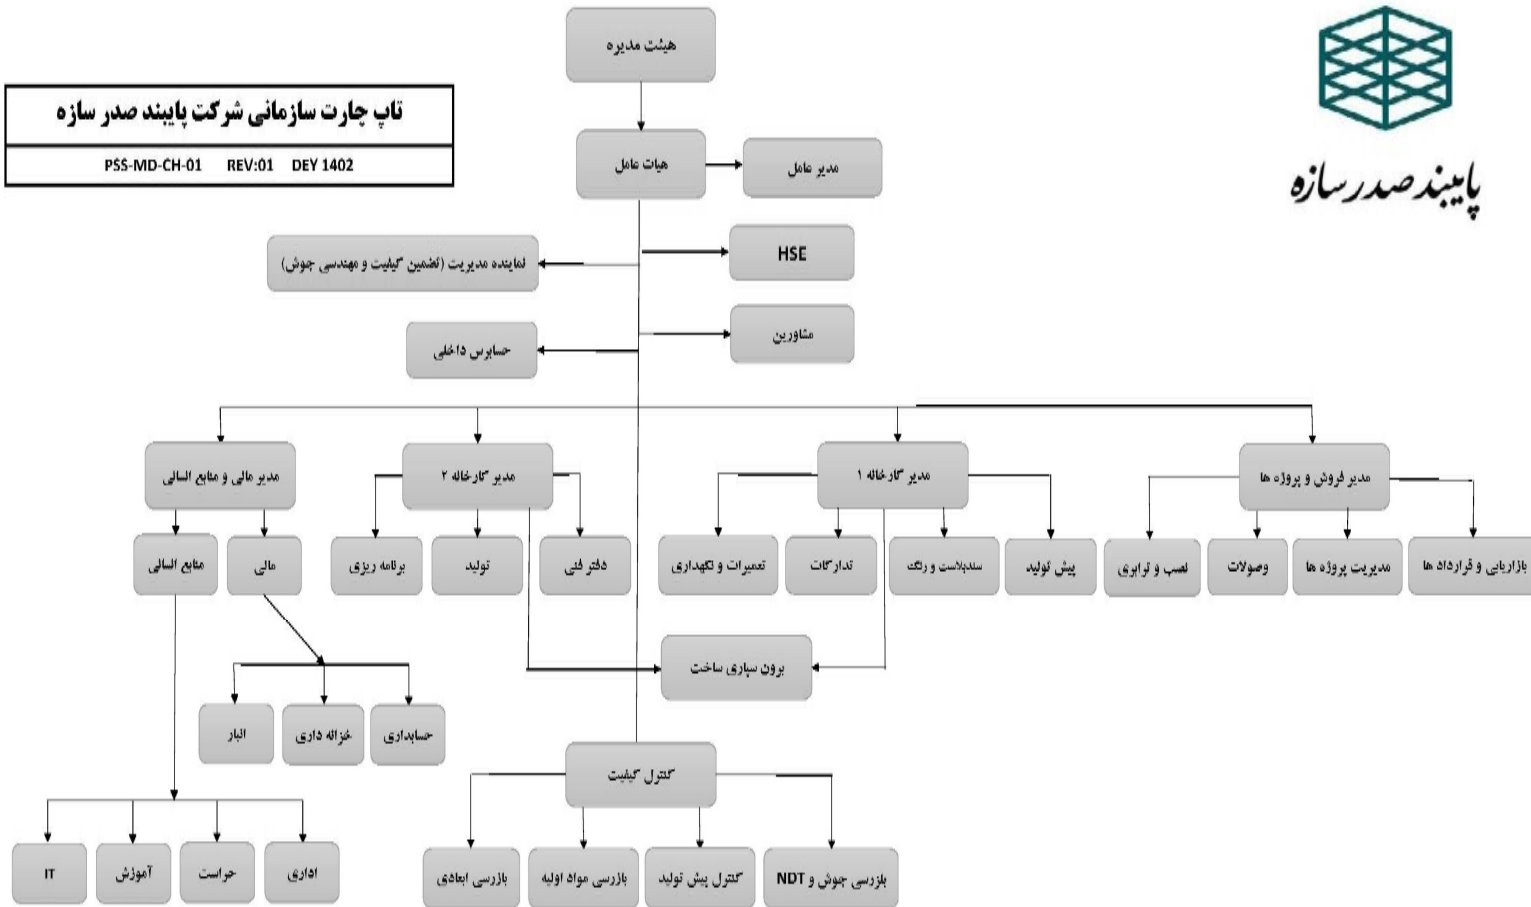 هیئت مدیره
تاپ چارت سازمانی شرکت پایبند صدر سازه
PSS-MD-CH-01 REV:01 DEY 1402
پایبند صدر سازه
هیات عامل
مدیر عامل
HSE
نماینده مدیریت (تضمین کیفیت و مهندسی جوش)
مشاورین
حسابرس داخلی
مدیر فروش و پروژه ها
مدیر کارخانه ۱
مدیر کارخانه ۲
مدیر مالی و منابع انسانی
بازاریابی و قرارداد ها
مدیریت پروژه ها
وصولات
نصب و ترابری
پیش تولید
سندبلاست و رنگ
تدارکات
تعمیرات و نگهداری
دفتر فنی
تولید
برنامه ریزی
مالی
منابع انسانی
برون سپاری ساخت
حسابداری
خزانه داری
انبار
کنترل کیفیت
بازرسی جوش و NDT
کنترل پیش تولید
بازرسی مواد اولیه
بازرسی ابعادی
اداری
حراست
آموزش
IT